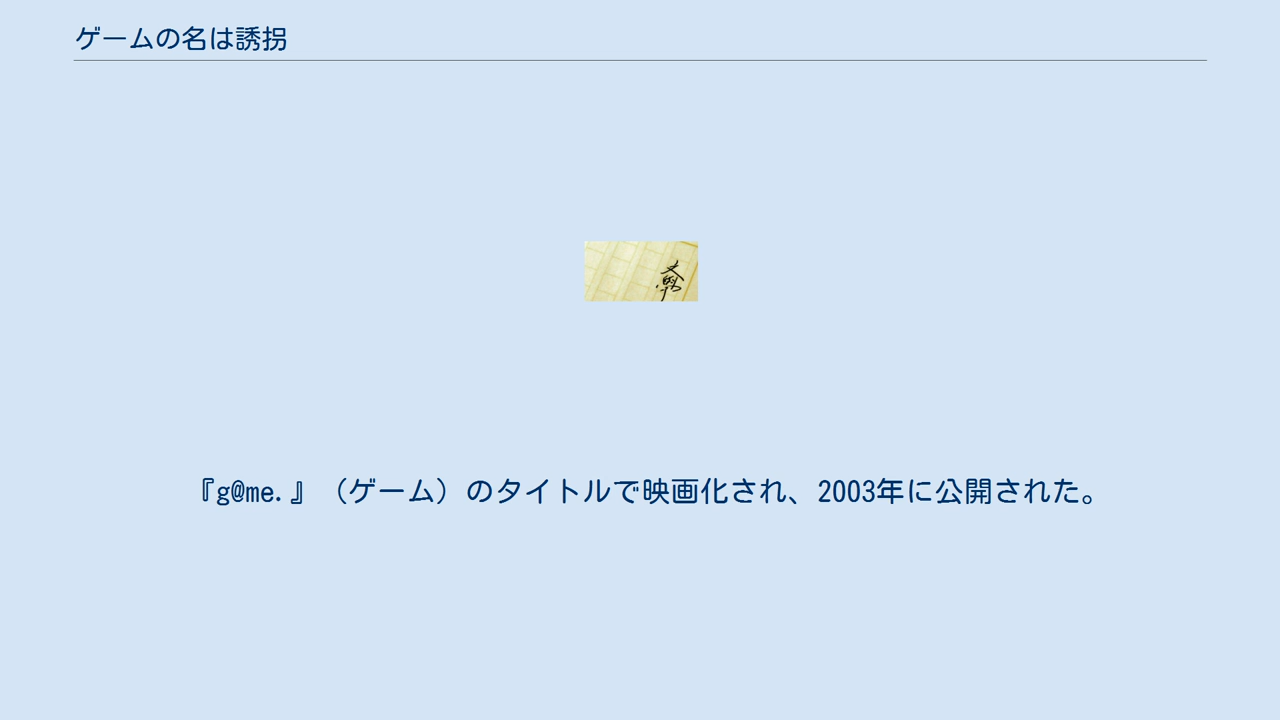 ゲームの名は誘拐
『g@me.』（ゲーム）のタイトルで映画化され、2003年に公開された。